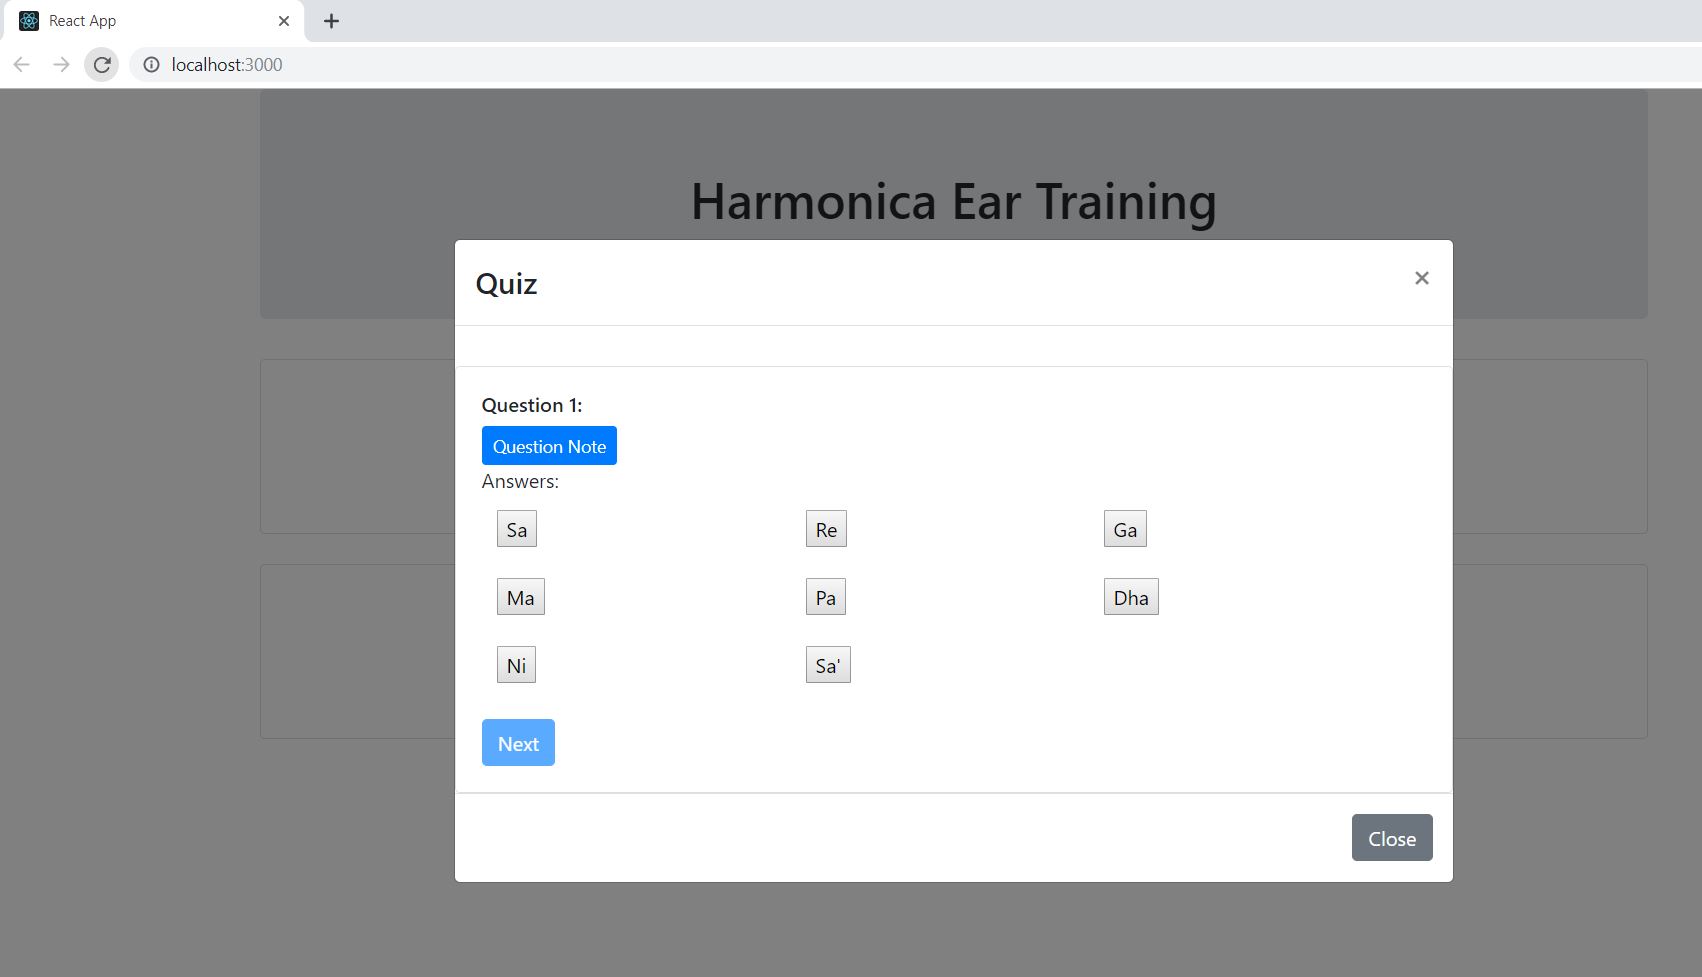 React App
localhost:3000
Harmonica Ear Training
Quiz
Question 1:
Question Note
Answers:
Sa Re Ga
Ma Pa Dha
Ni Sa'
Next
Close